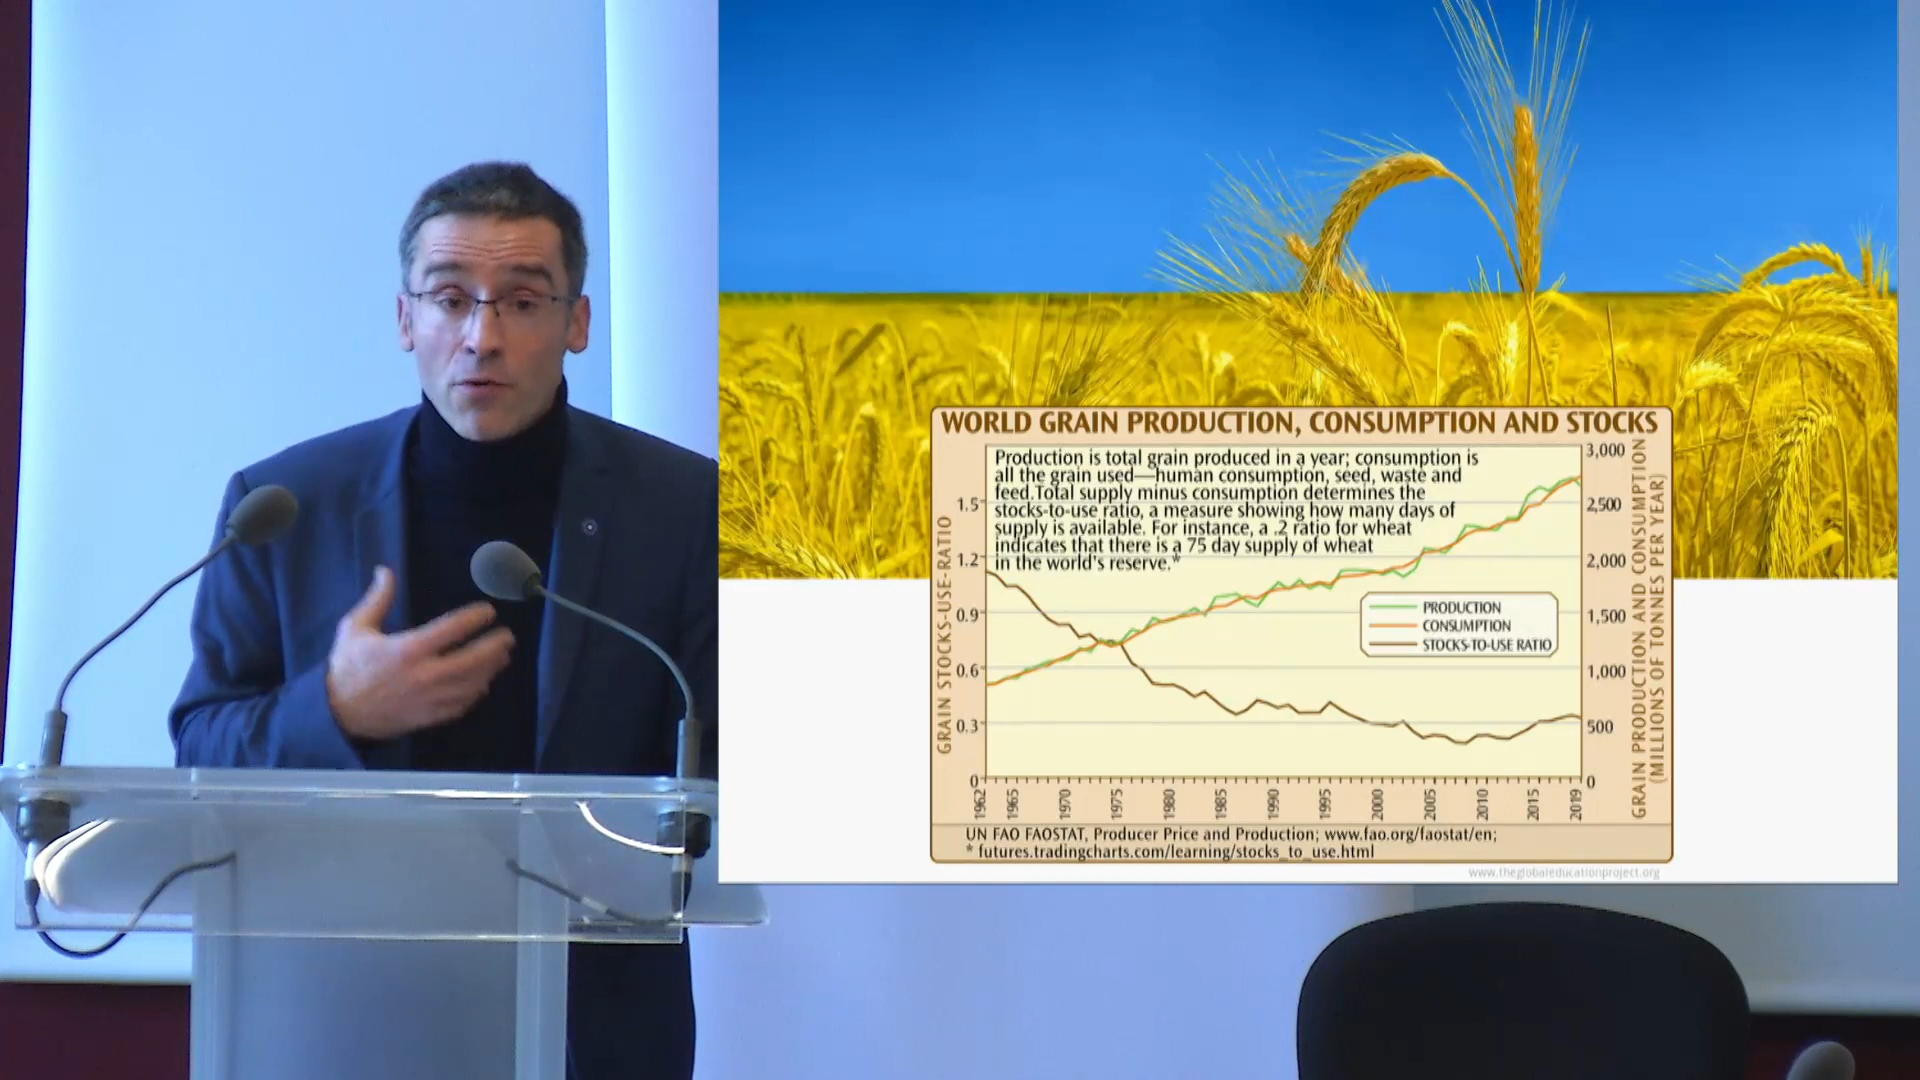 WORLD GRAIN PRODUCTION, CONSUMPTION AND STOCKS
Production is total grain produced in a year; consumption is
all the grain used—human consumption, seed, waste and
feed.Total supply minus consumption determines the
stocks-to-use ratio, a measure showing how many days of
supply is available. For instance, a .2 ratio for wheat
indicates that there is a 75 day supply of wheat
in the world's reserve.*
GRAIN STOCKS-USE-RATIO
1.5
1.2
0.9
0.6
0.3
0
PRODUCTION
CONSUMPTION
STOCKS-TO-USE RATIO
3,000
2,500
2,000
1,500
1,000
500
0
GRAIN PRODUCTION AND CONSUMPTION
(MILLIONS OF TONNES PER YEAR)
1962 1965 1970 1975 1980 1985 1990 1995 2000 2005 2010 2015 2019
UN FAO FAOSTAT, Producer Price and Production; www.fao.org/faostat/en;
* futures.tradingcharts.com/learning/stocks_to_use.html
www.theglobaleducationproject.org